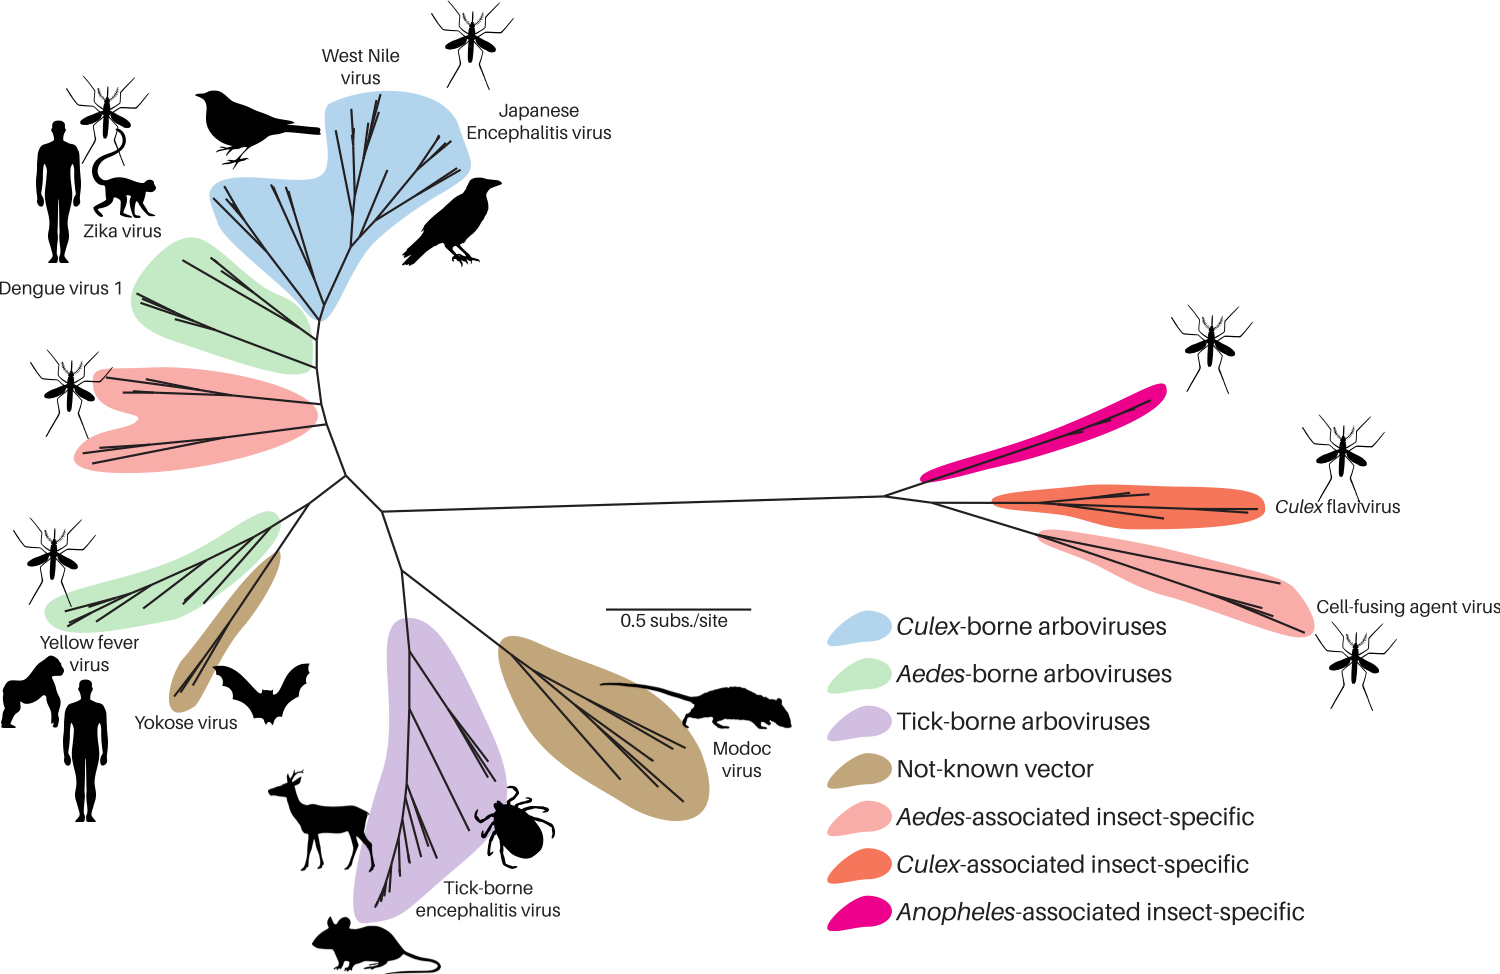 West Nile
virus
Japanese
Encephalitis virus
Zika virus
Dengue virus 1
Culex flavivirus
Cell-fusing agent virus
0.5 subs./site
Yellow fever
virus
Yokose virus
Modoc
virus
Tick-borne
encephalitis virus
Culex-borne arboviruses
Aedes-borne arboviruses
Tick-borne arboviruses
Not-known vector
Aedes-associated insect-specific
Culex-associated insect-specific
Anopheles-associated insect-specific